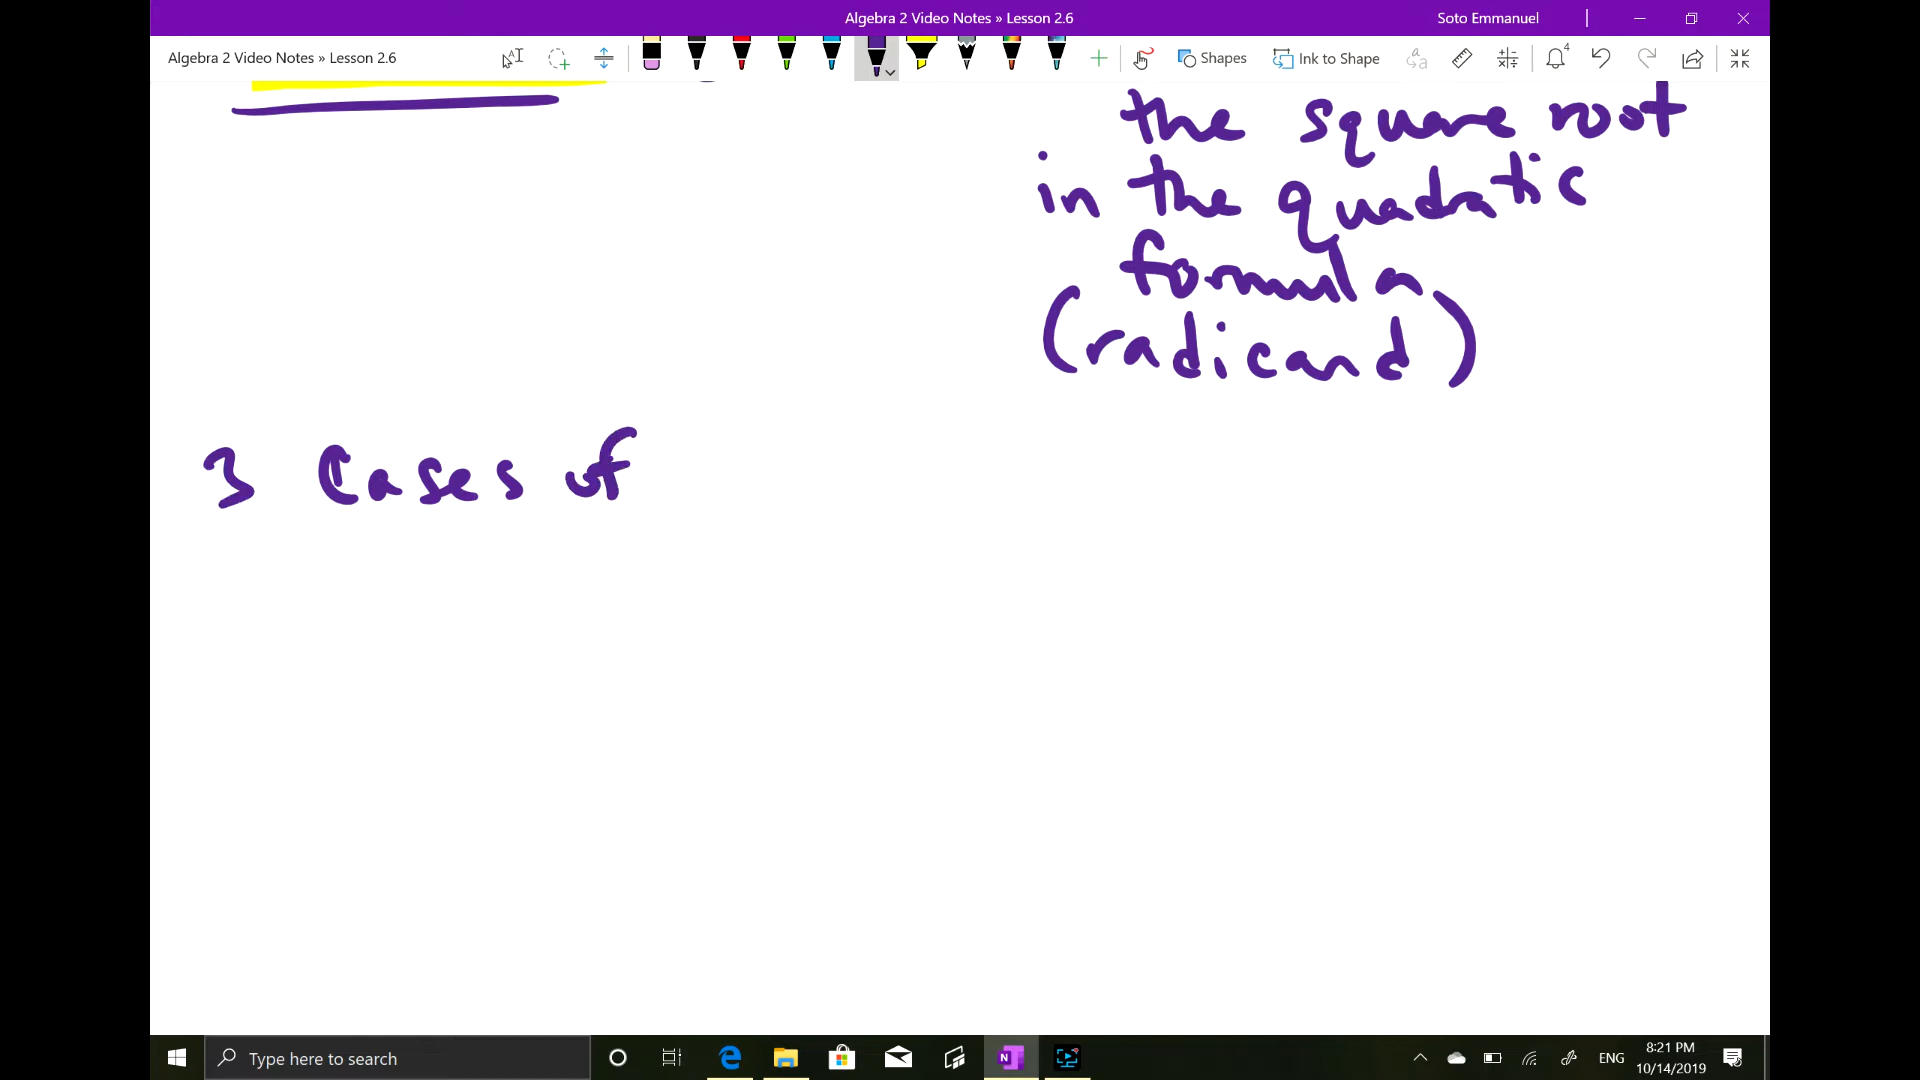 Algebra 2 Video Notes » Lesson 2.6
Soto Emmanuel
Algebra 2 Video Notes » Lesson 2.6
Shapes
Ink to Shape
4
the square root
in the quadratic
formula
(radicand)
3 Cases of
Type here to search
ENG
8:21 PM
10/14/2019